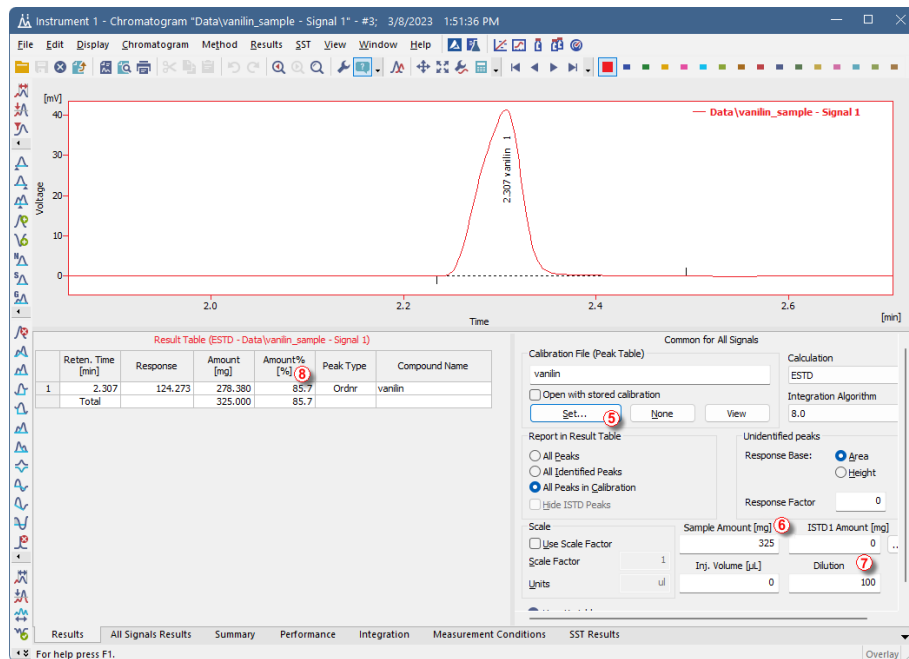 Instrument 1 - Chromatogram "Data\vanilin_sample - Signal 1" - #3; 3/8/2023 1:51:36 PM
File Edit Display Chromatogram Method Results SST View Window Help
[mV]
40
30
20
10
0
Voltage
Data\vanilin_sample - Signal 1
2.307 vanilin 1
2.0 2.2 2.4 2.6
Time
[min]
Result Table (ESTD - Data\vanilin_sample - Signal 1)
Reten. Time [min] Response Amount [mg] Amount% [%] Peak Type Compound Name
8
1 2.307 124.273 278.380 85.7 Ordnr vanilin
Total 325.000 85.7
Common for All Signals
Calibration File (Peak Table)
vanilin
Open with stored calibration
Set... None View
5
Calculation
ESTD
Integration Algorithm
8.0
Report in Result Table
All Peaks
All Identified Peaks
All Peaks in Calibration
Hide ISTD Peaks
Unidentified peaks
Response Base: Area
Height
Response Factor 0
Scale
Use Scale Factor
Scale Factor 1
Units ul
Sample Amount [mg] 6 ISTD1 Amount [mg]
325 0 ..
Inj. Volume [µL] Dilution 7
0 100
Results All Signals Results Summary Performance Integration Measurement Conditions SST Results
For help press F1.
Overlay